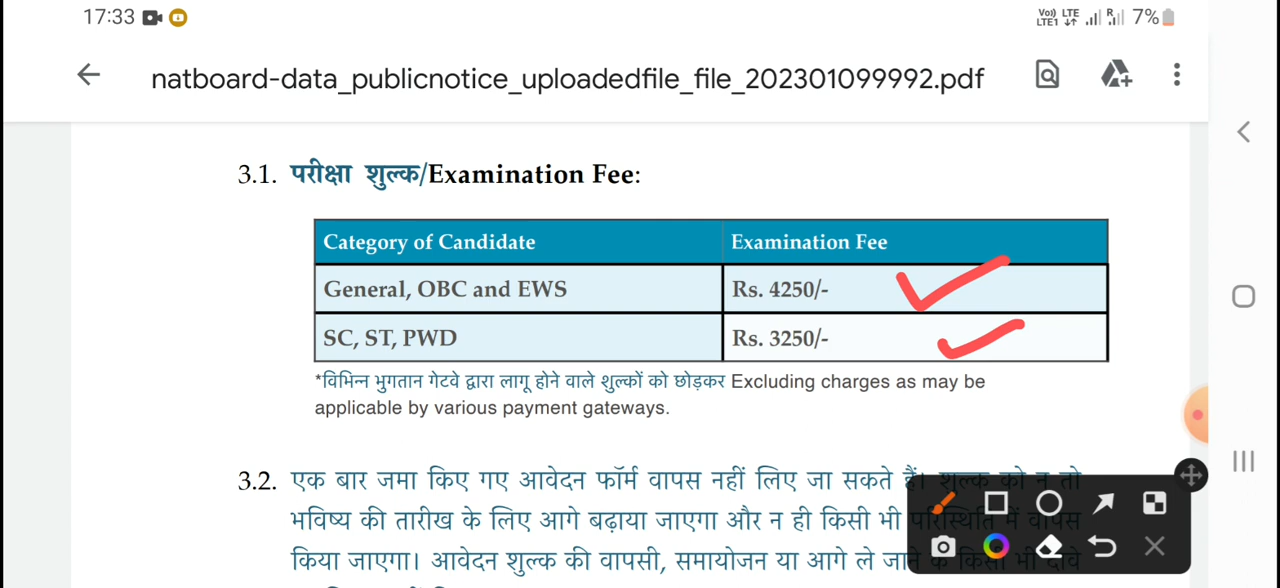 17:33 Vo)) LTE1 LTE R 7%
natboard-data_publicnotice_uploadedfile_file_202301099992.pdf
3.1. परीक्षा शुल्क/Examination Fee:
Category of Candidate Examination Fee
General, OBC and EWS Rs. 4250/-
SC, ST, PWD Rs. 3250/-
*विभिन्न भुगतान गेटवे द्वारा लागू होने वाले शुल्कों को छोड़कर Excluding charges as may be
applicable by various payment gateways.
3.2. एक बार जमा किए गए आवेदन फॉर्म वापस नहीं लिए जा सकते हैं। शुल्क को न तो
भविष्य की तारीख के लिए आगे बढ़ाया जाएगा और न ही किसी भी परिस्थिति में वापस
किया जाएगा। आवेदन शुल्क की वापसी, समायोजन या आगे ले जाने के किसी भी दावे